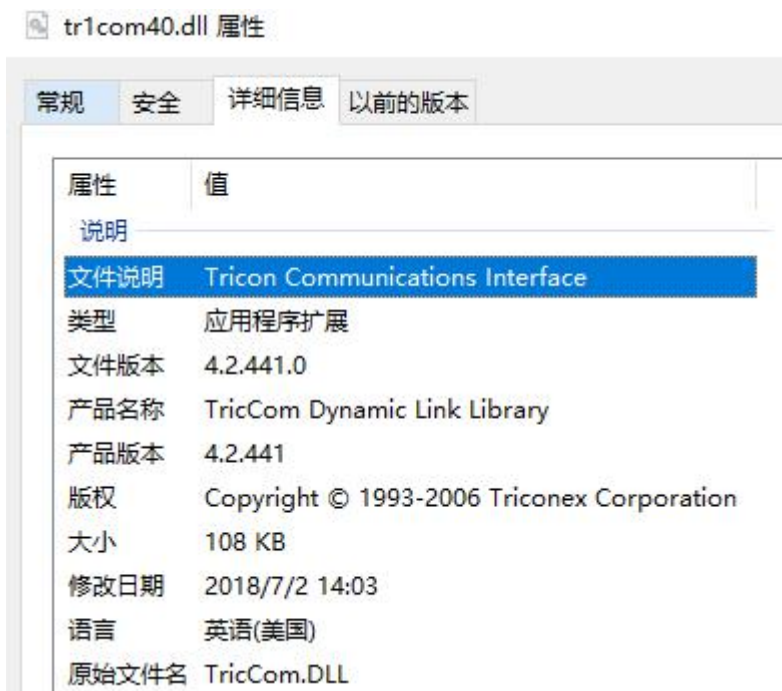 tr1com40.dll 属性
常规 安全 详细信息 以前的版本
属性 值
说明
文件说明 Tricon Communications Interface
类型 应用程序扩展
文件版本 4.2.441.0
产品名称 TricCom Dynamic Link Library
产品版本 4.2.441
版权 Copyright © 1993-2006 Triconex Corporation
大小 108 KB
修改日期 2018/7/2 14:03
语言 英语(美国)
原始文件名 TricCom.DLL